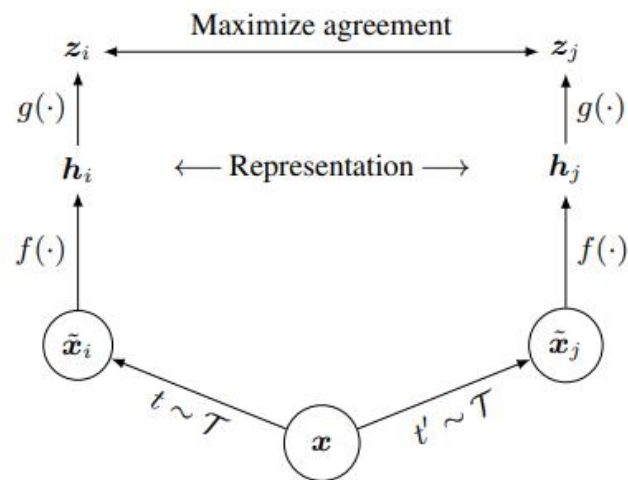 Maximize agreement
z_i z_j
g(·) g(·)
h_i ← Representation → h_j
f(·) f(·)
x̃_i x̃_j
t ∼ 𝒯 t′ ∼ 𝒯
x